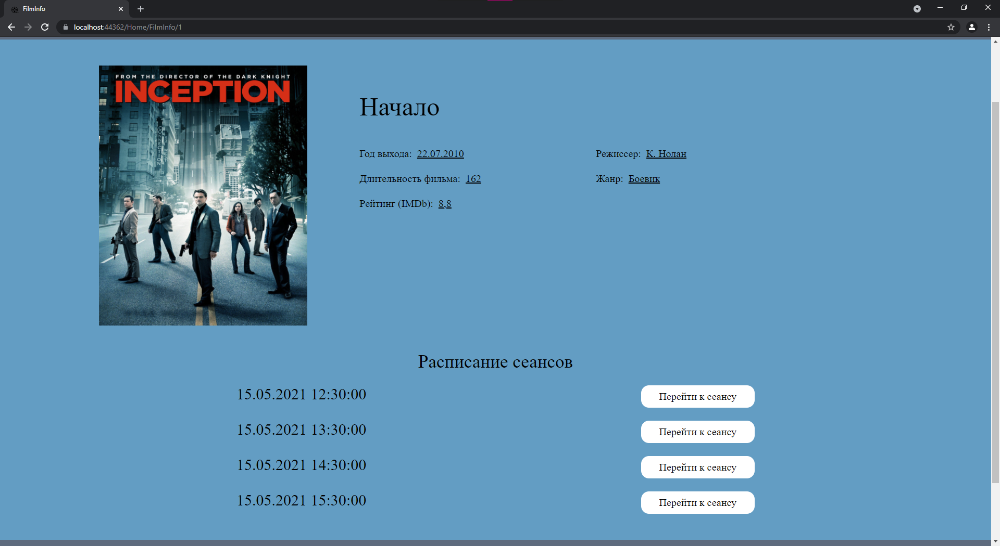 FilmInfo
localhost:44362/Home/FilmInfo/1
FROM THE DIRECTOR OF THE DARK KNIGHT
INCEPTION
Начало
Год выхода: 22.07.2010
Режиссер: К. Нолан
Длительность фильма: 162
Жанр: Боевик
Рейтинг (IMDb): 8,8
Расписание сеансов
15.05.2021 12:30:00
Перейти к сеансу
15.05.2021 13:30:00
Перейти к сеансу
15.05.2021 14:30:00
Перейти к сеансу
15.05.2021 15:30:00
Перейти к сеансу